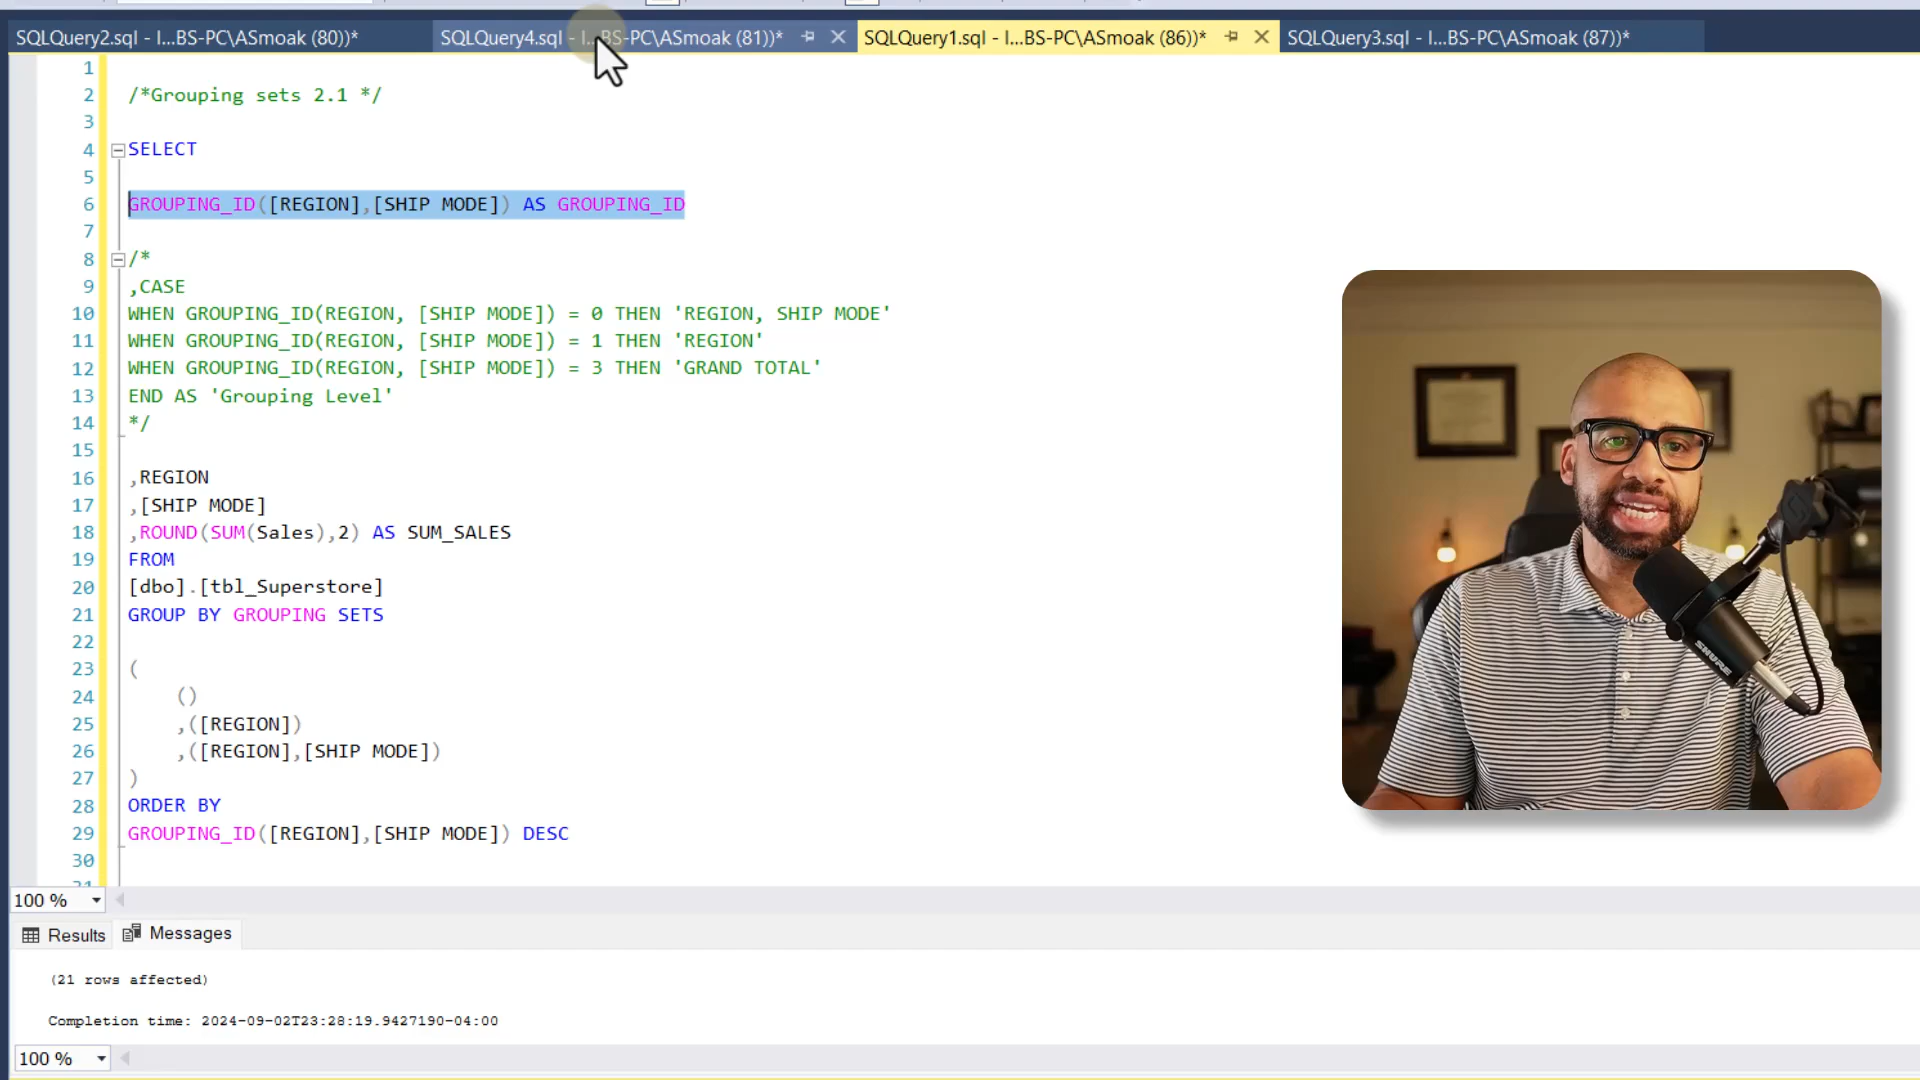 SQLQuery2.sql - I...BS-PC\ASmoak (80))*
SQLQuery4.sql - I...BS-PC\ASmoak (81))*
SQLQuery1.sql - I...BS-PC\ASmoak (86))*
SQLQuery3.sql - I...BS-PC\ASmoak (87))*
1
2 /*Grouping sets 2.1 */
3
4 SELECT
5
6 GROUPING_ID([REGION],[SHIP MODE]) AS GROUPING_ID
7
8 /*
9 ,CASE
10 WHEN GROUPING_ID(REGION, [SHIP MODE]) = 0 THEN 'REGION, SHIP MODE'
11 WHEN GROUPING_ID(REGION, [SHIP MODE]) = 1 THEN 'REGION'
12 WHEN GROUPING_ID(REGION, [SHIP MODE]) = 3 THEN 'GRAND TOTAL'
13 END AS 'Grouping Level'
14 */
15
16 ,REGION
17 ,[SHIP MODE]
18 ,ROUND(SUM(Sales),2) AS SUM_SALES
19 FROM
20 [dbo].[tbl_Superstore]
21 GROUP BY GROUPING SETS
22
23 (
24 ()
25 ,([REGION])
26 ,([REGION],[SHIP MODE])
27 )
28 ORDER BY
29 GROUPING_ID([REGION],[SHIP MODE]) DESC
30
31
SHURE
100 %
Results
Messages
(21 rows affected)
Completion time: 2024-09-02T23:28:19.9427190-04:00
100 %